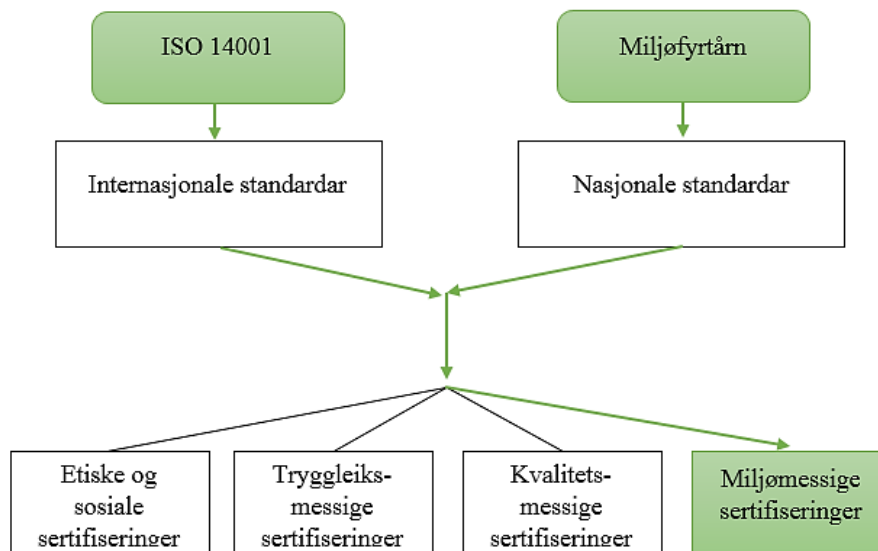 ISO 14001
Miljøfyrtårn
Internasjonale standardar
Nasjonale standardar
Etiske og
sosiale
sertifiseringer
Tryggleiks-
messige
sertifiseringer
Kvalitets-
messige
sertifiseringer
Miljømessige
sertifiseringer